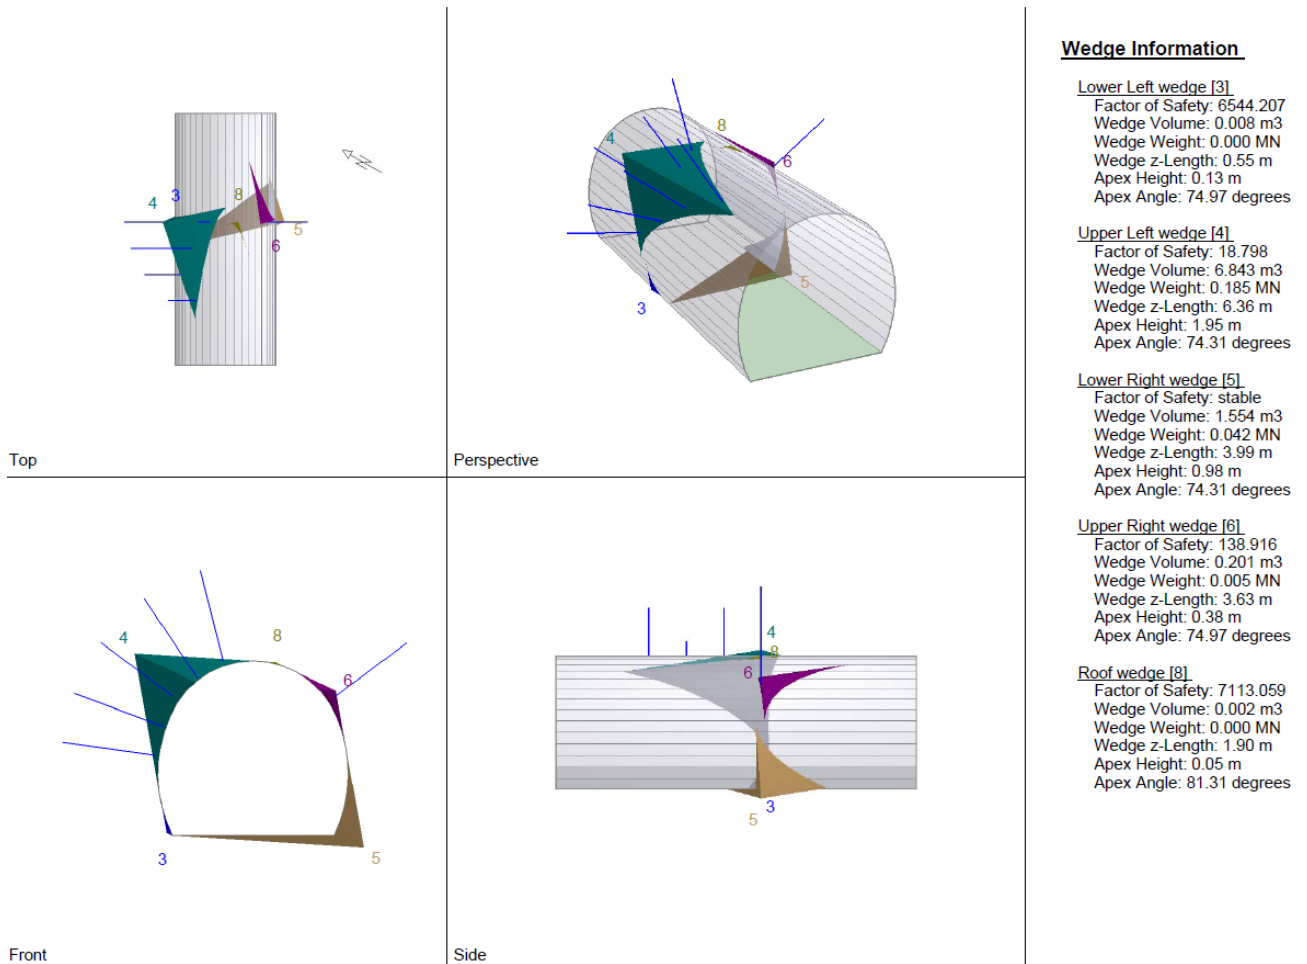 4
3
8
5
6
N
Top
8
4
6
5
3
Perspective
4
8
6
3
5
Front
4
8
6
3
5
Side
Wedge Information
Lower Left wedge [3]
Factor of Safety: 6544.207
Wedge Volume: 0.008 m3
Wedge Weight: 0.000 MN
Wedge z-Length: 0.55 m
Apex Height: 0.13 m
Apex Angle: 74.97 degrees
Upper Left wedge [4]
Factor of Safety: 18.798
Wedge Volume: 6.843 m3
Wedge Weight: 0.185 MN
Wedge z-Length: 6.36 m
Apex Height: 1.95 m
Apex Angle: 74.31 degrees
Lower Right wedge [5]
Factor of Safety: stable
Wedge Volume: 1.554 m3
Wedge Weight: 0.042 MN
Wedge z-Length: 3.99 m
Apex Height: 0.98 m
Apex Angle: 74.31 degrees
Upper Right wedge [6]
Factor of Safety: 138.916
Wedge Volume: 0.201 m3
Wedge Weight: 0.005 MN
Wedge z-Length: 3.63 m
Apex Height: 0.38 m
Apex Angle: 74.97 degrees
Roof wedge [8]
Factor of Safety: 7113.059
Wedge Volume: 0.002 m3
Wedge Weight: 0.000 MN
Wedge z-Length: 1.90 m
Apex Height: 0.05 m
Apex Angle: 81.31 degrees